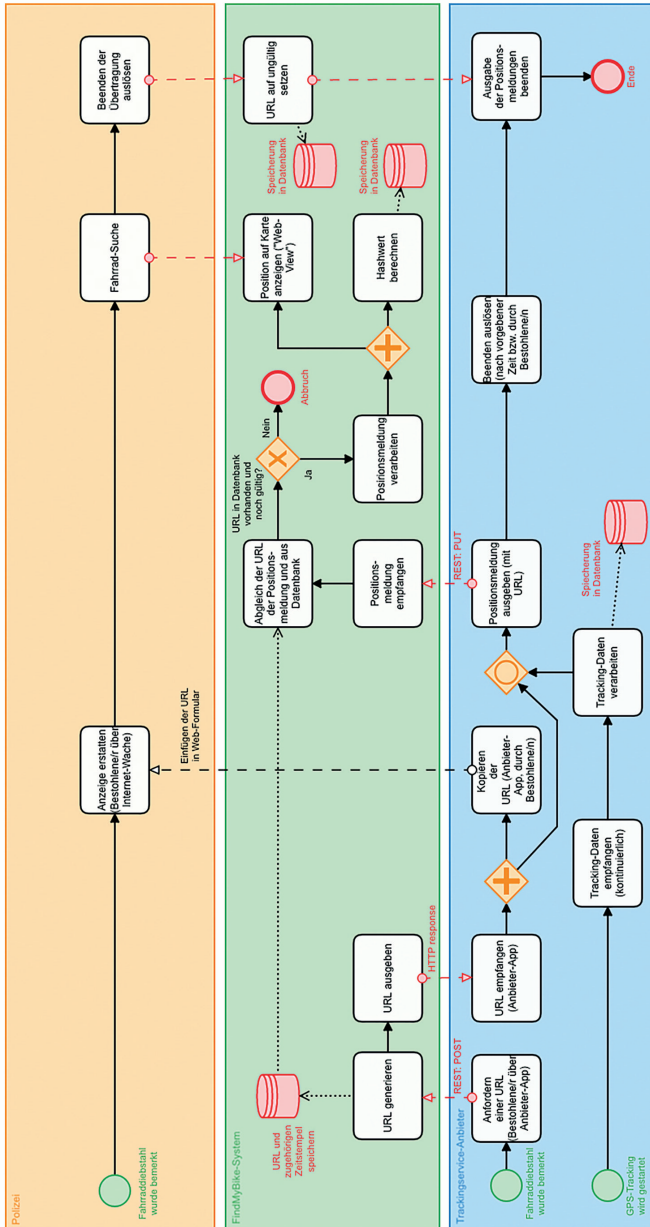 Polizei
Fahrraddiebstahl
wurde bemerkt
Anzeige erstatten
(Bestohlene/r über
Internet-Wache)
Einfügen der URL
in Web-Formular
Fahrrad-Suche
Beenden der
Übertragung
auslösen
FindMyBike-System
URL und
zugehörigen
Zeitstempel
speichern
URL generieren
URL ausgeben
Abgleich der URL
der Positions-
meldung und aus
Datenbank
Positions-
meldung
empfangen
URL in Datenbank
vorhanden und
noch gültig?
Nein
Abbruch
Ja
Posirionsmeldung
verarbeiten
Position auf Karte
anzeigen ("Web-
View")
Hashwert
berechnen
Speicherung
in Datenbank
URL auf ungültig
setzen
Speicherung
in Datenbank
REST: POST
HTTP response
REST: PUT
Trackingservice-Anbieter
Fahrraddiebstahl
wurde bemerkt
Anfordern
einer URL
(Bestohlene/r über
Anbieter-App)
URL empfangen
(Anbieter-App)
Kopieren
der
URL (Anbieter-
App, durch
Bestohlene/n)
Positionsmeldung
ausgeben (mit
URL)
Beenden auslösen
(nach vorgebener
Zeit bzw. durch
Bestohlene/n
Ausgabe
der Positions-
meldungen
beenden
Ende
GPS-Tracking
wird gestartet
Tracking-Daten
empfangen
(kontinuierlich)
Tracking-Daten
verarbeiten
Spiecherung
in Datenbank